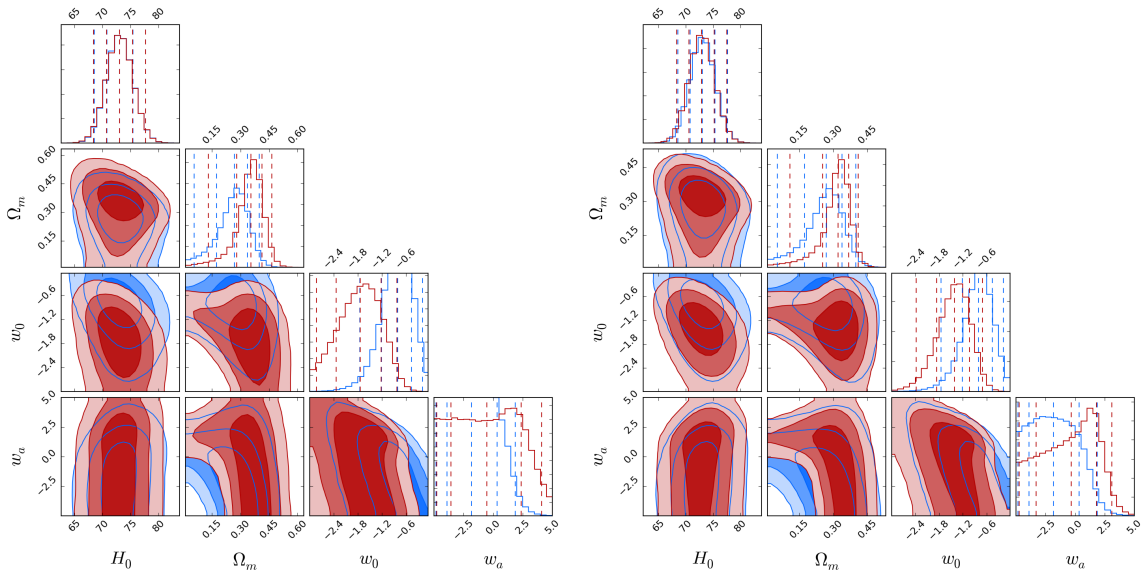 65 70 75 80 65 70 75 80
0.15 0.30 0.45 0.60 0.15 0.30 0.45
Ω_m 0.60 0.45 0.30 0.15 Ω_m 0.45 0.30 0.15
−2.4 −1.8 −1.2 −0.6 −2.4 −1.8 −1.2 −0.6
w_0 −0.6 −1.2 −1.8 −2.4 w_0 −0.6 −1.2 −1.8 −2.4
w_a 5.0 2.5 0.0 −2.5 w_a 5.0 2.5 0.0 −2.5
65 70 75 80 0.15 0.30 0.45 0.60 −2.4 −1.8 −1.2 −0.6 −2.5 0.0 2.5 5.0 65 70 75 80 0.15 0.30 0.45 −2.4 −1.8 −1.2 −0.6 −2.5 0.0 2.5 5.0
H_0 Ω_m w_0 w_a H_0 Ω_m w_0 w_a